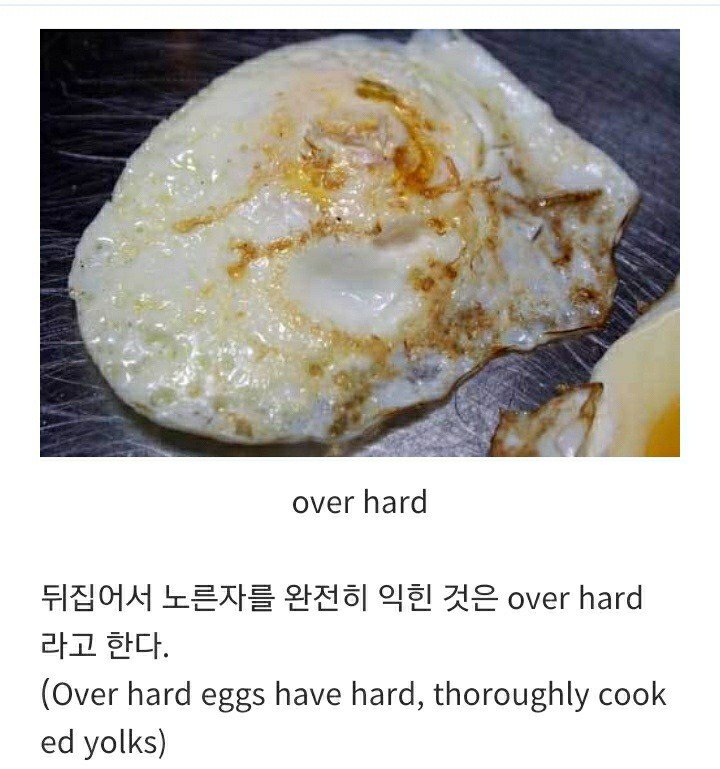 over hard
뒤집어서 노른자를 완전히 익힌 것은 over hard
라고 한다.
(Over hard eggs have hard, thoroughly cook
ed yolks)